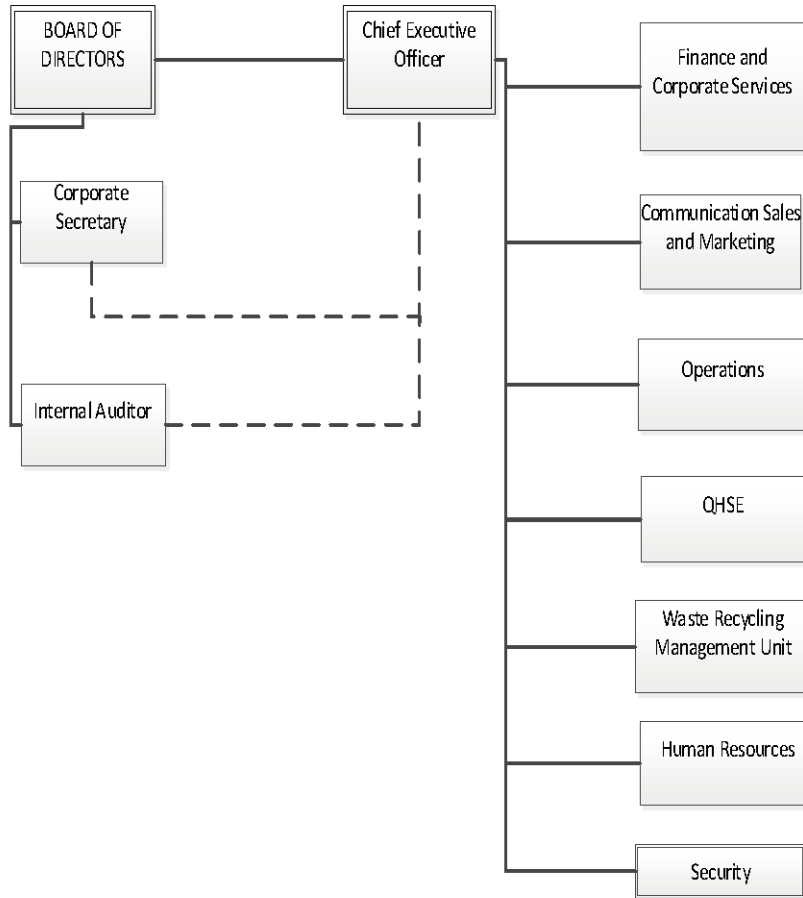 BOARD OF
DIRECTORS
Chief Executive
Officer
Finance and
Corporate Services
Corporate
Secretary
Communication Sales
and Marketing
Operations
Internal Auditor
QHSE
Waste Recycling
Management Unit
Human Resources
Security